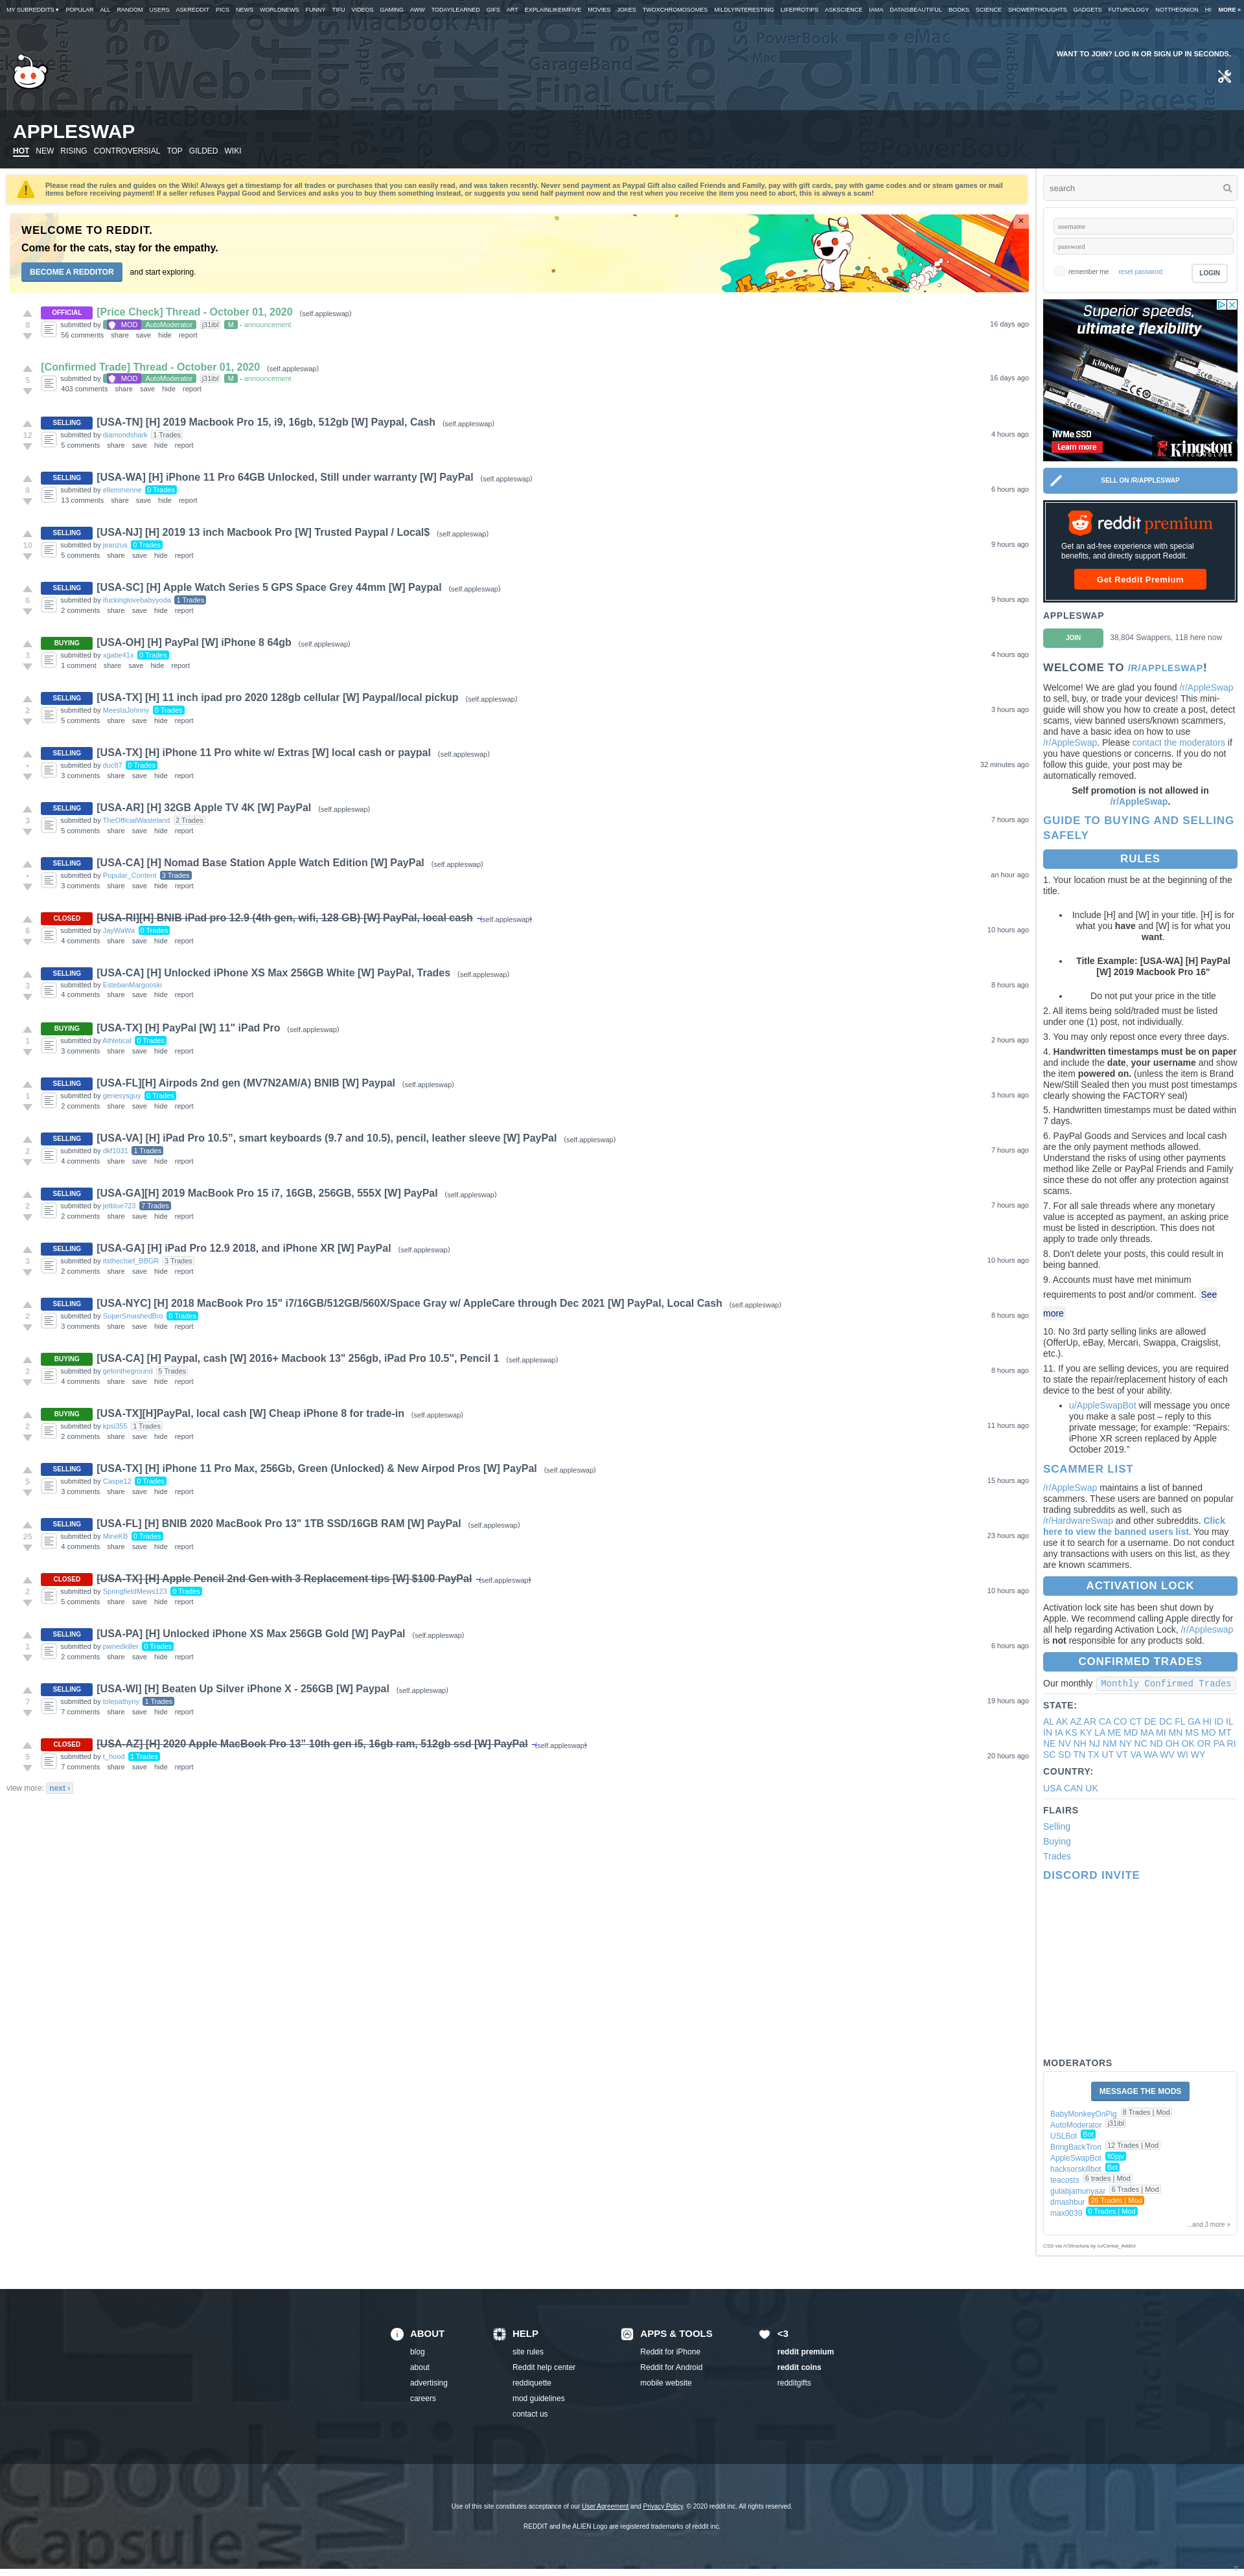 MY SUBREDDITS ▾ POPULAR ALL RANDOM USERS ASKREDDIT PICS NEWS WORLDNEWS FUNNY TIFU VIDEOS GAMING AWW TODAYILEARNED GIFS ART EXPLAINLIKEIMFIVE MOVIES JOKES TWOXCHROMOSOMES MILDLYINTERESTING LIFEPROTIPS ASKSCIENCE IAMA DATAISBEAUTIFUL BOOKS SCIENCE SHOWERTHOUGHTS GADGETS FUTUROLOGY NOTTHEONION HI MORE »
WANT TO JOIN? LOG IN OR SIGN UP IN SECONDS.
APPLESWAP
HOT NEW RISING CONTROVERSIAL TOP GILDED WIKI
Please read the rules and guides on the Wiki! Always get a timestamp for all trades or purchases that you can easily read, and was taken recently. Never send payment as Paypal Gift also called Friends and Family, pay with gift cards, pay with game codes and or steam games or mail
items before receiving payment! If a seller refuses Paypal Good and Services and asks you to buy them something instead, or suggests you send half payment now and the rest when you receive the item you need to abort, this is always a scam!
WELCOME TO REDDIT.
Come for the cats, stay for the empathy.
BECOME A REDDITOR and start exploring.
×
OFFICIAL [Price Check] Thread - October 01, 2020 (self.appleswap)
8 submitted by MOD AutoModerator j31ibl M - announcement 16 days ago
56 comments share save hide report
[Confirmed Trade] Thread - October 01, 2020 (self.appleswap)
5 submitted by MOD AutoModerator j31ibl M - announcement 16 days ago
403 comments share save hide report
SELLING [USA-TN] [H] 2019 Macbook Pro 15, i9, 16gb, 512gb [W] Paypal, Cash (self.appleswap)
12 submitted by diamondshark 1 Trades 4 hours ago
5 comments share save hide report
SELLING [USA-WA] [H] iPhone 11 Pro 64GB Unlocked, Still under warranty [W] PayPal (self.appleswap)
8 submitted by ellemmenne 0 Trades 6 hours ago
13 comments share save hide report
SELLING [USA-NJ] [H] 2019 13 inch Macbook Pro [W] Trusted Paypal / Local$ (self.appleswap)
10 submitted by jeanzus 0 Trades 9 hours ago
5 comments share save hide report
SELLING [USA-SC] [H] Apple Watch Series 5 GPS Space Grey 44mm [W] Paypal (self.appleswap)
6 submitted by ifuckinglovebabyyoda 1 Trades 9 hours ago
2 comments share save hide report
BUYING [USA-OH] [H] PayPal [W] iPhone 8 64gb (self.appleswap)
3 submitted by xgabe41x 0 Trades 4 hours ago
1 comment share save hide report
SELLING [USA-TX] [H] 11 inch ipad pro 2020 128gb cellular [W] Paypal/local pickup (self.appleswap)
2 submitted by MeestaJohnny 0 Trades 3 hours ago
5 comments share save hide report
SELLING [USA-TX] [H] iPhone 11 Pro white w/ Extras [W] local cash or paypal (self.appleswap)
• submitted by duc87 0 Trades 32 minutes ago
3 comments share save hide report
SELLING [USA-AR] [H] 32GB Apple TV 4K [W] PayPal (self.appleswap)
3 submitted by TheOfficialWasteland 2 Trades 7 hours ago
5 comments share save hide report
SELLING [USA-CA] [H] Nomad Base Station Apple Watch Edition [W] PayPal (self.appleswap)
• submitted by Popular_Content 3 Trades an hour ago
3 comments share save hide report
CLOSED [USA-RI][H] BNIB iPad pro 12.9 (4th gen, wifi, 128 GB) [W] PayPal, local cash (self.appleswap)
6 submitted by JayWaWa 0 Trades 10 hours ago
4 comments share save hide report
SELLING [USA-CA] [H] Unlocked iPhone XS Max 256GB White [W] PayPal, Trades (self.appleswap)
3 submitted by EstebanMargooski 8 hours ago
4 comments share save hide report
BUYING [USA-TX] [H] PayPal [W] 11" iPad Pro (self.appleswap)
1 submitted by Athletical 0 Trades 2 hours ago
3 comments share save hide report
SELLING [USA-FL][H] Airpods 2nd gen (MV7N2AM/A) BNIB [W] Paypal (self.appleswap)
1 submitted by genesysguy 0 Trades 3 hours ago
2 comments share save hide report
SELLING [USA-VA] [H] iPad Pro 10.5”, smart keyboards (9.7 and 10.5), pencil, leather sleeve [W] PayPal (self.appleswap)
2 submitted by dkf1031 1 Trades 7 hours ago
4 comments share save hide report
SELLING [USA-GA][H] 2019 MacBook Pro 15 i7, 16GB, 256GB, 555X [W] PayPal (self.appleswap)
2 submitted by jetblue723 7 Trades 7 hours ago
2 comments share save hide report
SELLING [USA-GA] [H] iPad Pro 12.9 2018, and iPhone XR [W] PayPal (self.appleswap)
3 submitted by itsthechief_BBGR 3 Trades 10 hours ago
2 comments share save hide report
SELLING [USA-NYC] [H] 2018 MacBook Pro 15" i7/16GB/512GB/560X/Space Gray w/ AppleCare through Dec 2021 [W] PayPal, Local Cash (self.appleswap)
2 submitted by SuperSmashedBro 0 Trades 8 hours ago
3 comments share save hide report
BUYING [USA-CA] [H] Paypal, cash [W] 2016+ Macbook 13" 256gb, iPad Pro 10.5", Pencil 1 (self.appleswap)
2 submitted by getontheground 5 Trades 8 hours ago
4 comments share save hide report
BUYING [USA-TX][H]PayPal, local cash [W] Cheap iPhone 8 for trade-in (self.appleswap)
2 submitted by kpsi355 1 Trades 11 hours ago
2 comments share save hide report
SELLING [USA-TX] [H] iPhone 11 Pro Max, 256Gb, Green (Unlocked) & New Airpod Pros [W] PayPal (self.appleswap)
5 submitted by Caspe12 0 Trades 15 hours ago
3 comments share save hide report
SELLING [USA-FL] [H] BNIB 2020 MacBook Pro 13" 1TB SSD/16GB RAM [W] PayPal (self.appleswap)
25 submitted by MineKB 0 Trades 23 hours ago
4 comments share save hide report
CLOSED [USA-TX] [H] Apple Pencil 2nd Gen with 3 Replacement tips [W] $100 PayPal (self.appleswap)
2 submitted by SpringfieldMews123 0 Trades 10 hours ago
5 comments share save hide report
SELLING [USA-PA] [H] Unlocked iPhone XS Max 256GB Gold [W] PayPal (self.appleswap)
1 submitted by pwnedkiller 0 Trades 6 hours ago
2 comments share save hide report
SELLING [USA-WI] [H] Beaten Up Silver iPhone X - 256GB [W] Paypal (self.appleswap)
7 submitted by tolepathyny 1 Trades 19 hours ago
7 comments share save hide report
CLOSED [USA-AZ] [H] 2020 Apple MacBook Pro 13” 10th gen i5, 16gb ram, 512gb ssd [W] PayPal (self.appleswap)
5 submitted by t_hood 1 Trades 20 hours ago
7 comments share save hide report
view more: next ›
search
username
password
remember me reset password LOGIN
Superior speeds,
ultimate flexibility
NVMe SSD
Learn more
Kingston
TECHNOLOGY
SELL ON /R/APPLESWAP
reddit premium
Get an ad-free experience with special
benefits, and directly support Reddit.
Get Reddit Premium
APPLESWAP
JOIN 38,804 Swappers, 118 here now
WELCOME TO /R/APPLESWAP!
Welcome! We are glad you found /r/AppleSwap
to sell, buy, or trade your devices! This mini-
guide will show you how to create a post, detect
scams, view banned users/known scammers,
and have a basic idea on how to use
/r/AppleSwap. Please contact the moderators if
you have questions or concerns. If you do not
follow this guide, your post may be
automatically removed.
Self promotion is not allowed in
/r/AppleSwap.
GUIDE TO BUYING AND SELLING
SAFELY
RULES
1. Your location must be at the beginning of the
title.
• Include [H] and [W] in your title. [H] is for
what you have and [W] is for what you
want.
• Title Example: [USA-WA] [H] PayPal
[W] 2019 Macbook Pro 16"
• Do not put your price in the title
2. All items being sold/traded must be listed
under one (1) post, not individually.
3. You may only repost once every three days.
4. Handwritten timestamps must be on paper
and include the date, your username and show
the item powered on. (unless the item is Brand
New/Still Sealed then you must post timestamps
clearly showing the FACTORY seal)
5. Handwritten timestamps must be dated within
7 days.
6. PayPal Goods and Services and local cash
are the only payment methods allowed.
Understand the risks of using other payments
method like Zelle or PayPal Friends and Family
since these do not offer any protection against
scams.
7. For all sale threads where any monetary
value is accepted as payment, an asking price
must be listed in description. This does not
apply to trade only threads.
8. Don't delete your posts, this could result in
being banned.
9. Accounts must have met minimum
requirements to post and/or comment. See
more
10. No 3rd party selling links are allowed
(OfferUp, eBay, Mercari, Swappa, Craigslist,
etc.).
11. If you are selling devices, you are required
to state the repair/replacement history of each
device to the best of your ability.
• u/AppleSwapBot will message you once
you make a sale post – reply to this
private message; for example: “Repairs:
iPhone XR screen replaced by Apple
October 2019.”
SCAMMER LIST
/r/AppleSwap maintains a list of banned
scammers. These users are banned on popular
trading subreddits as well, such as
/r/HardwareSwap and other subreddits. Click
here to view the banned users list. You may
use it to search for a username. Do not conduct
any transactions with users on this list, as they
are known scammers.
ACTIVATION LOCK
Activation lock site has been shut down by
Apple. We recommend calling Apple directly for
all help regarding Activation Lock, /r/Appleswap
is not responsible for any products sold.
CONFIRMED TRADES
Our monthly Monthly Confirmed Trades
STATE:
AL AK AZ AR CA CO CT DE DC FL GA HI ID IL
IN IA KS KY LA ME MD MA MI MN MS MO MT
NE NV NH NJ NM NY NC ND OH OK OR PA RI
SC SD TN TX UT VT VA WA WV WI WY
COUNTRY:
USA CAN UK
FLAIRS
Selling
Buying
Trades
DISCORD INVITE
MODERATORS
MESSAGE THE MODS
BabyMonkeyOnPig 8 Trades | Mod
AutoModerator j31ibl
USLBot Bot
BringBackTron 12 Trades | Mod
AppleSwapBot
hacksorskillbot Bot
teacosts 6 trades | Mod
gulabjamunyaar 6 Trades | Mod
dmashbur 26 Trades | Mod
max0039 0 Trades | Mod
...and 3 more »
CSS via /r/Structura by /u/Cereal_Addict
ABOUT
blog
about
advertising
careers
HELP
site rules
Reddit help center
reddiquette
mod guidelines
contact us
APPS & TOOLS
Reddit for iPhone
Reddit for Android
mobile website
<3
reddit premium
reddit coins
redditgifts
Use of this site constitutes acceptance of our User Agreement and Privacy Policy. © 2020 reddit inc. All rights reserved.
REDDIT and the ALIEN Logo are registered trademarks of reddit inc.